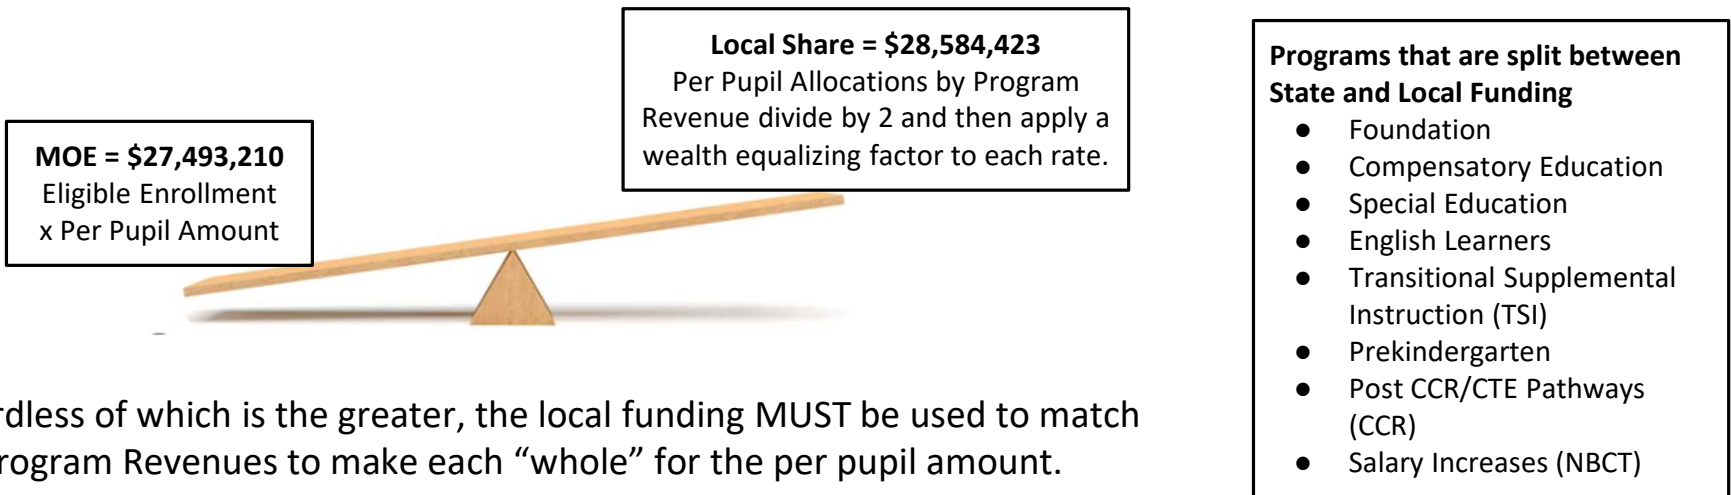 MOE = $27,493,210
Eligible Enrollment
x Per Pupil Amount
Local Share = $28,584,423
Per Pupil Allocations by Program
Revenue divide by 2 and then apply a
wealth equalizing factor to each rate.
rdless of which is the greater, the local funding MUST be used to match
rogram Revenues to make each “whole” for the per pupil amount.
Programs that are split between
State and Local Funding
● Foundation
● Compensatory Education
● Special Education
● English Learners
● Transitional Supplemental
Instruction (TSI)
● Prekindergarten
● Post CCR/CTE Pathways
(CCR)
● Salary Increases (NBCT)